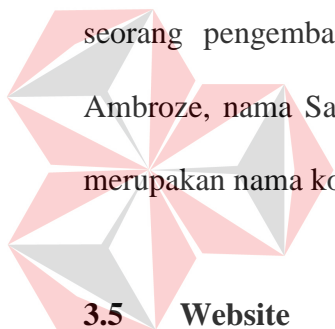 seorang pengemba
Ambroze, nama Sa
merupakan nama ko
3.5 Website